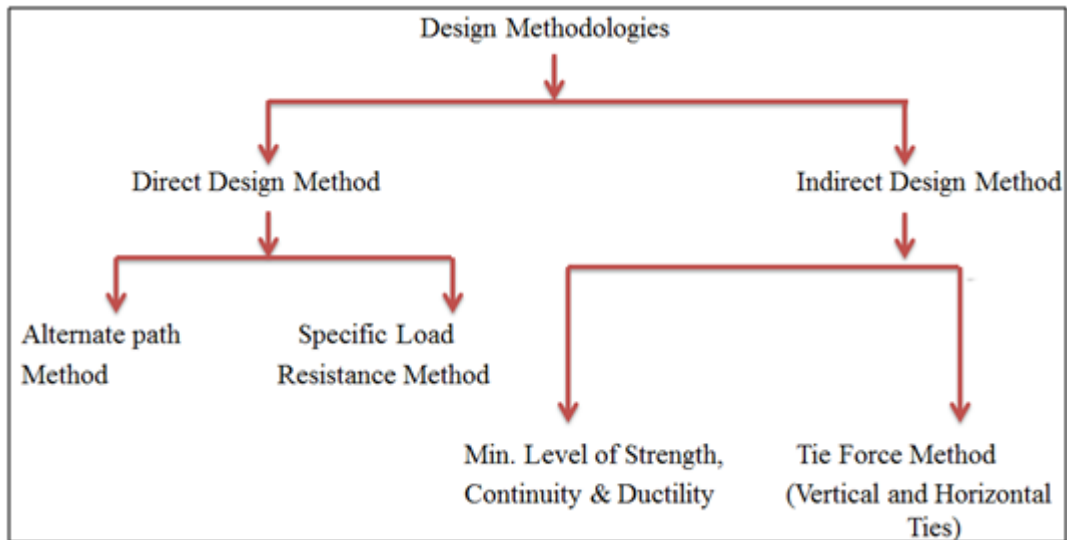 Design Methodologies
Direct Design Method
Indirect Design Method
Alternate path
Method
Specific Load
Resistance Method
Min. Level of Strength,
Continuity & Ductility
Tie Force Method
(Vertical and Horizontal
Ties)